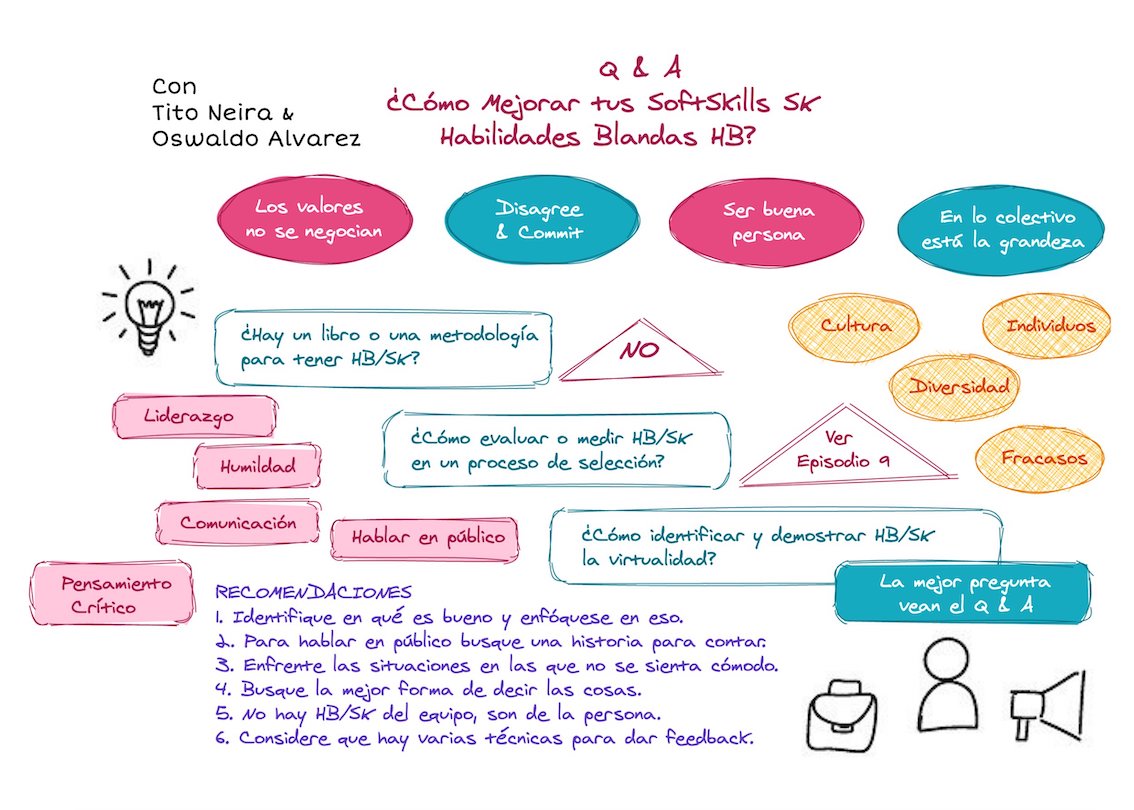 Con
Tito Neira &
Oswaldo Alvarez
Q & A
¿Cómo Mejorar tus SoftSkills SK
Habilidades Blandas HB?
Los valores
no se negocian
Disagree
& Commit
Ser buena
persona
En lo colectivo
está la grandeza
¿Hay un libro o una metodología
para tener HB/SK?
NO
Cultura
Individuos
Diversidad
Fracasos
Liderazgo
Humildad
Comunicación
Hablar en público
Pensamiento
Crítico
¿Cómo evaluar o medir HB/SK
en un proceso de selección?
Ver
Episodio 9
¿Cómo identificar y demostrar HB/SK
la virtualidad?
La mejor pregunta
vean el Q & A
RECOMENDACIONES
1. Identifique en qué es bueno y enfóquese en eso.
2. Para hablar en público busque una historia para contar.
3. Enfrente las situaciones en las que no se sienta cómodo.
4. Busque la mejor forma de decir las cosas.
5. No hay HB/SK del equipo, son de la persona.
6. Considere que hay varias técnicas para dar feedback.